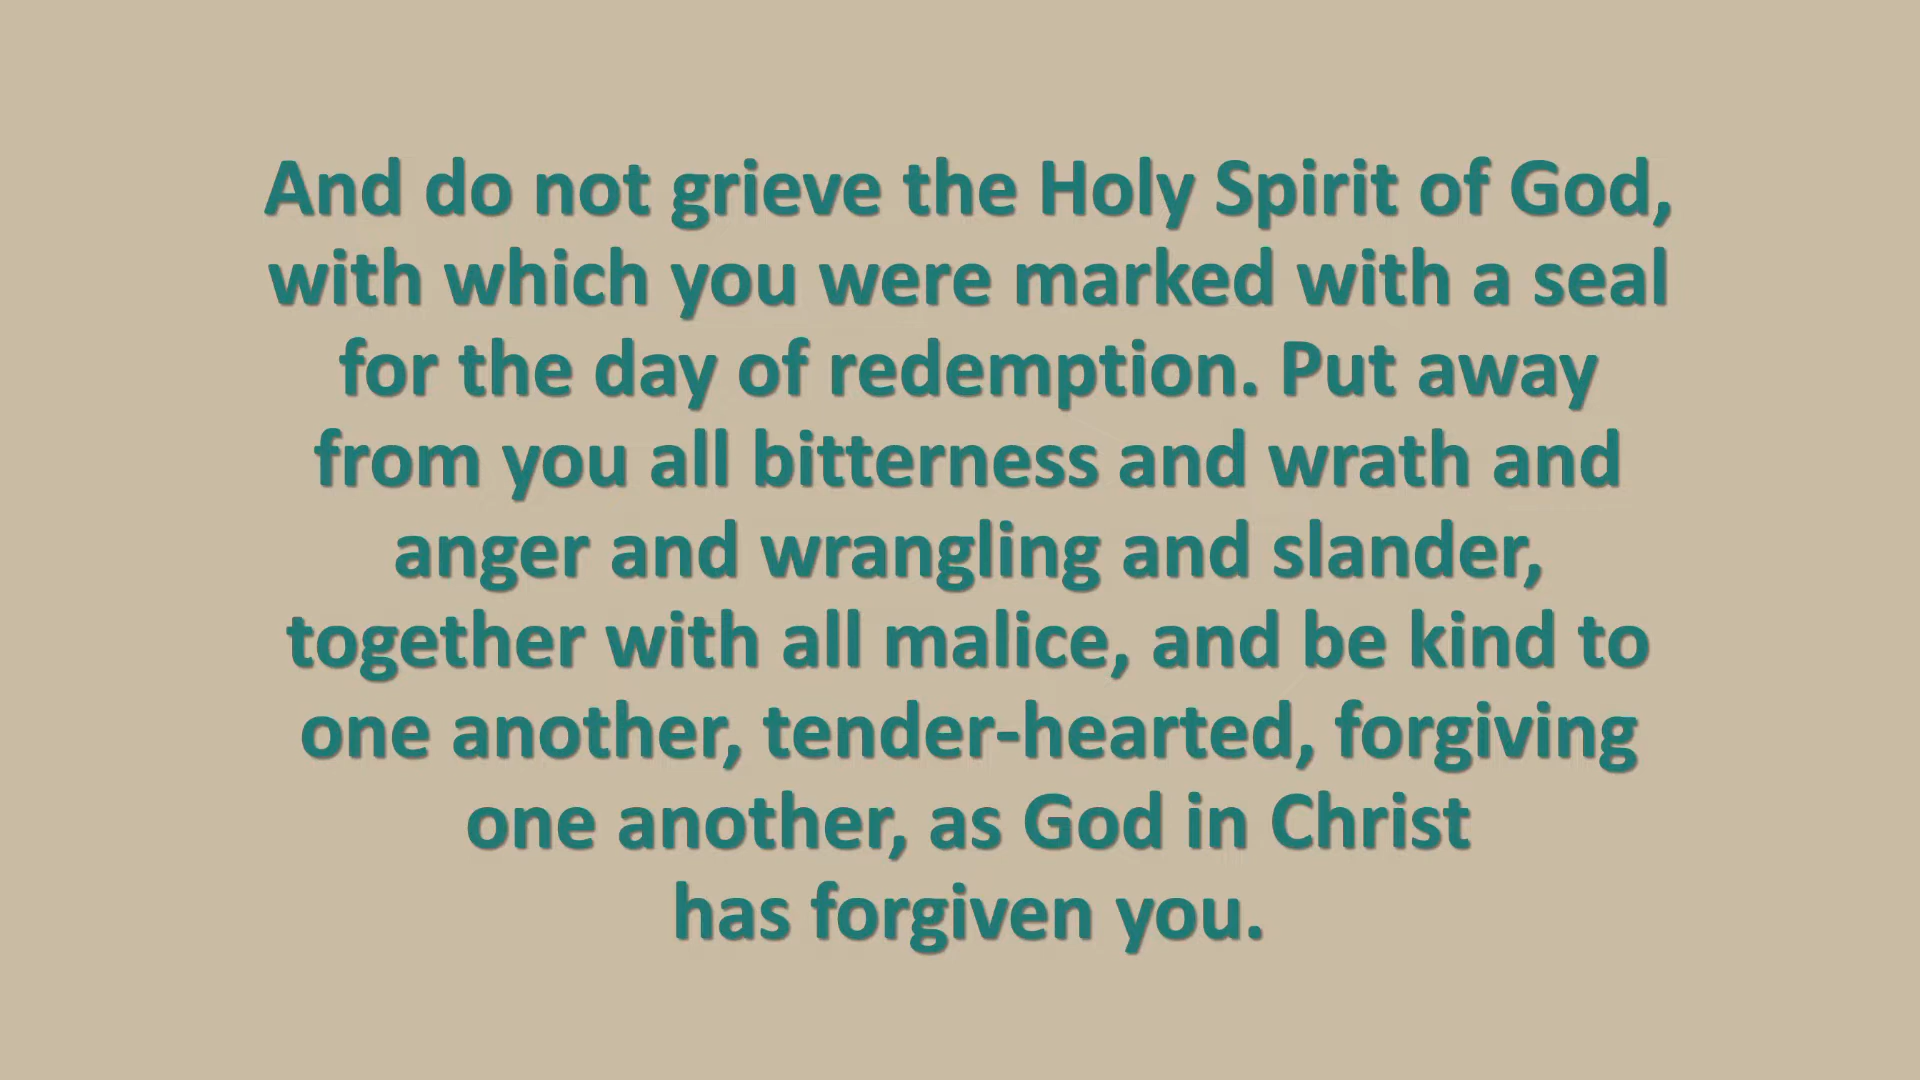 And do not grieve the Holy Spirit of God,
with which you were marked with a seal
for the day of redemption. Put away
from you all bitterness and wrath and
anger and wrangling and slander,
together with all malice, and be kind to
one another, tender-hearted, forgiving
one another, as God in Christ
has forgiven you.